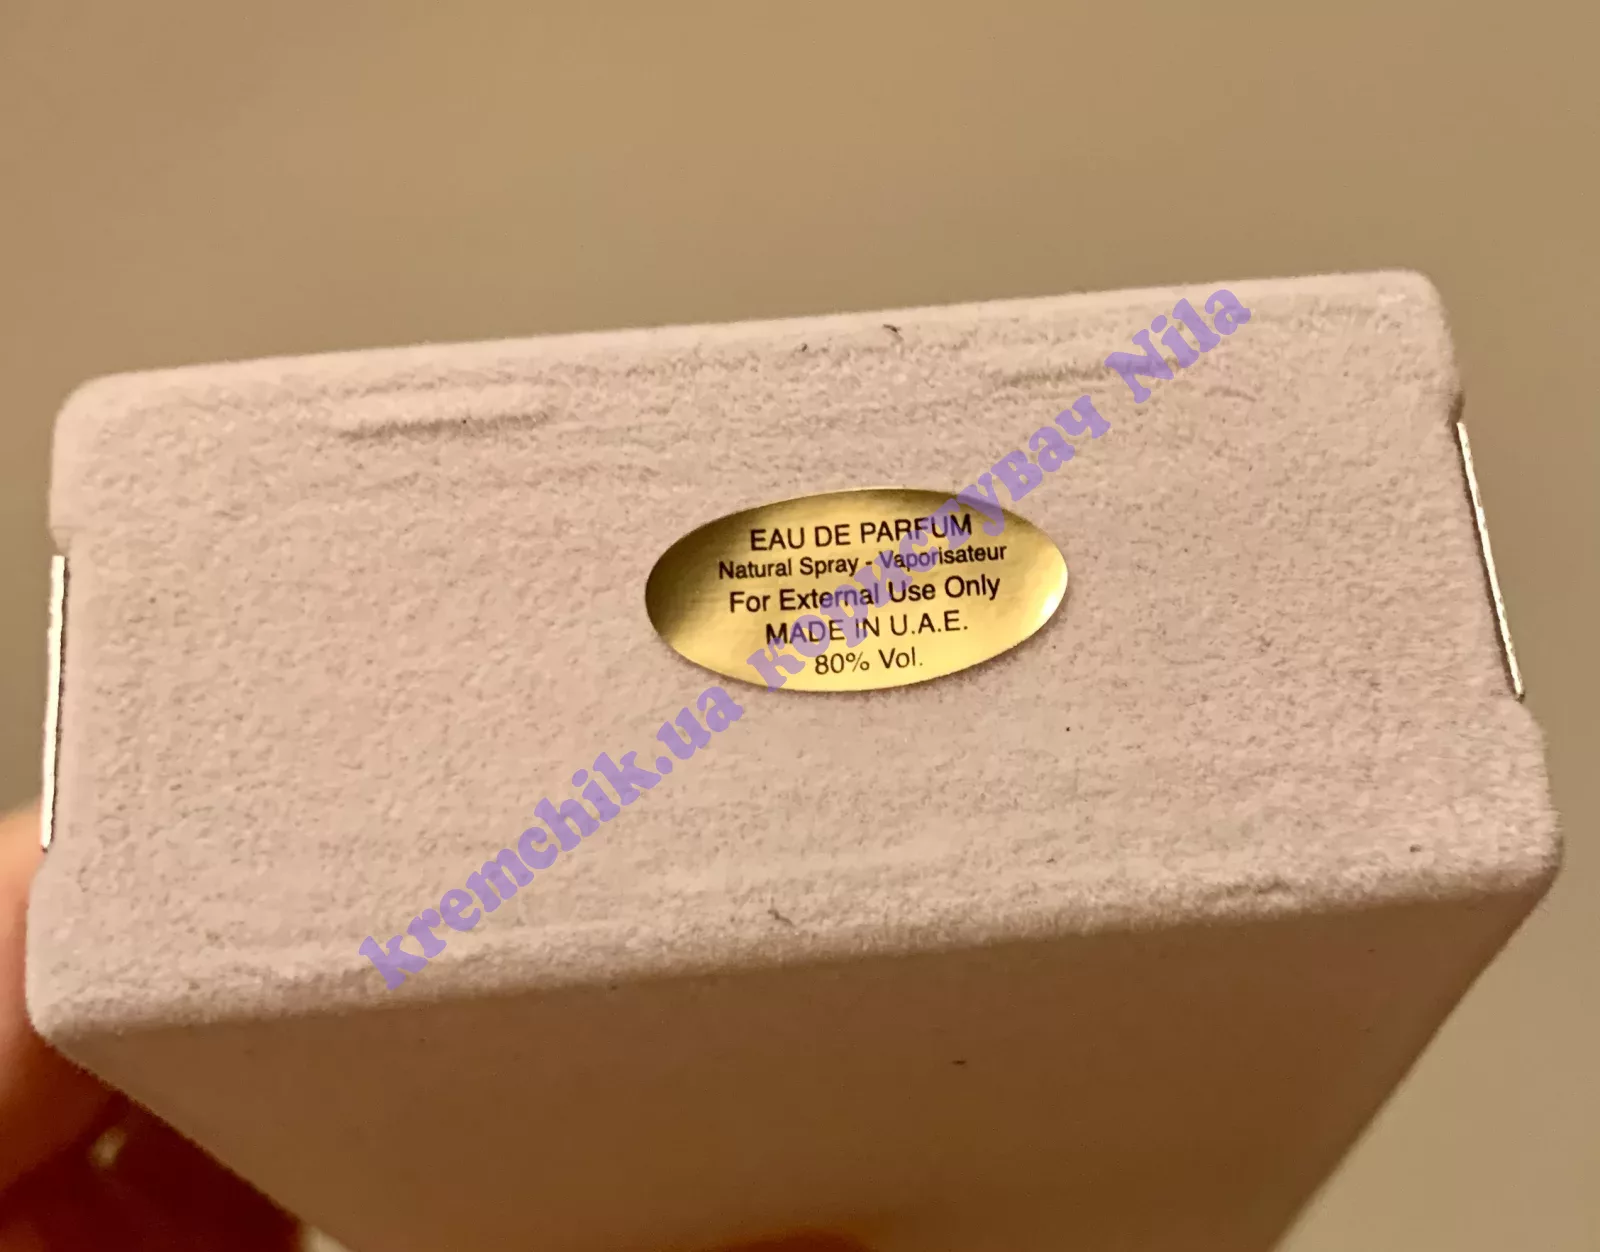 EAU DE PARFUM
Natural Spray - Vaporisateur
For External Use Only
MADE IN U.A.E.
80% Vol.
kremchik.ua Користувач Nila